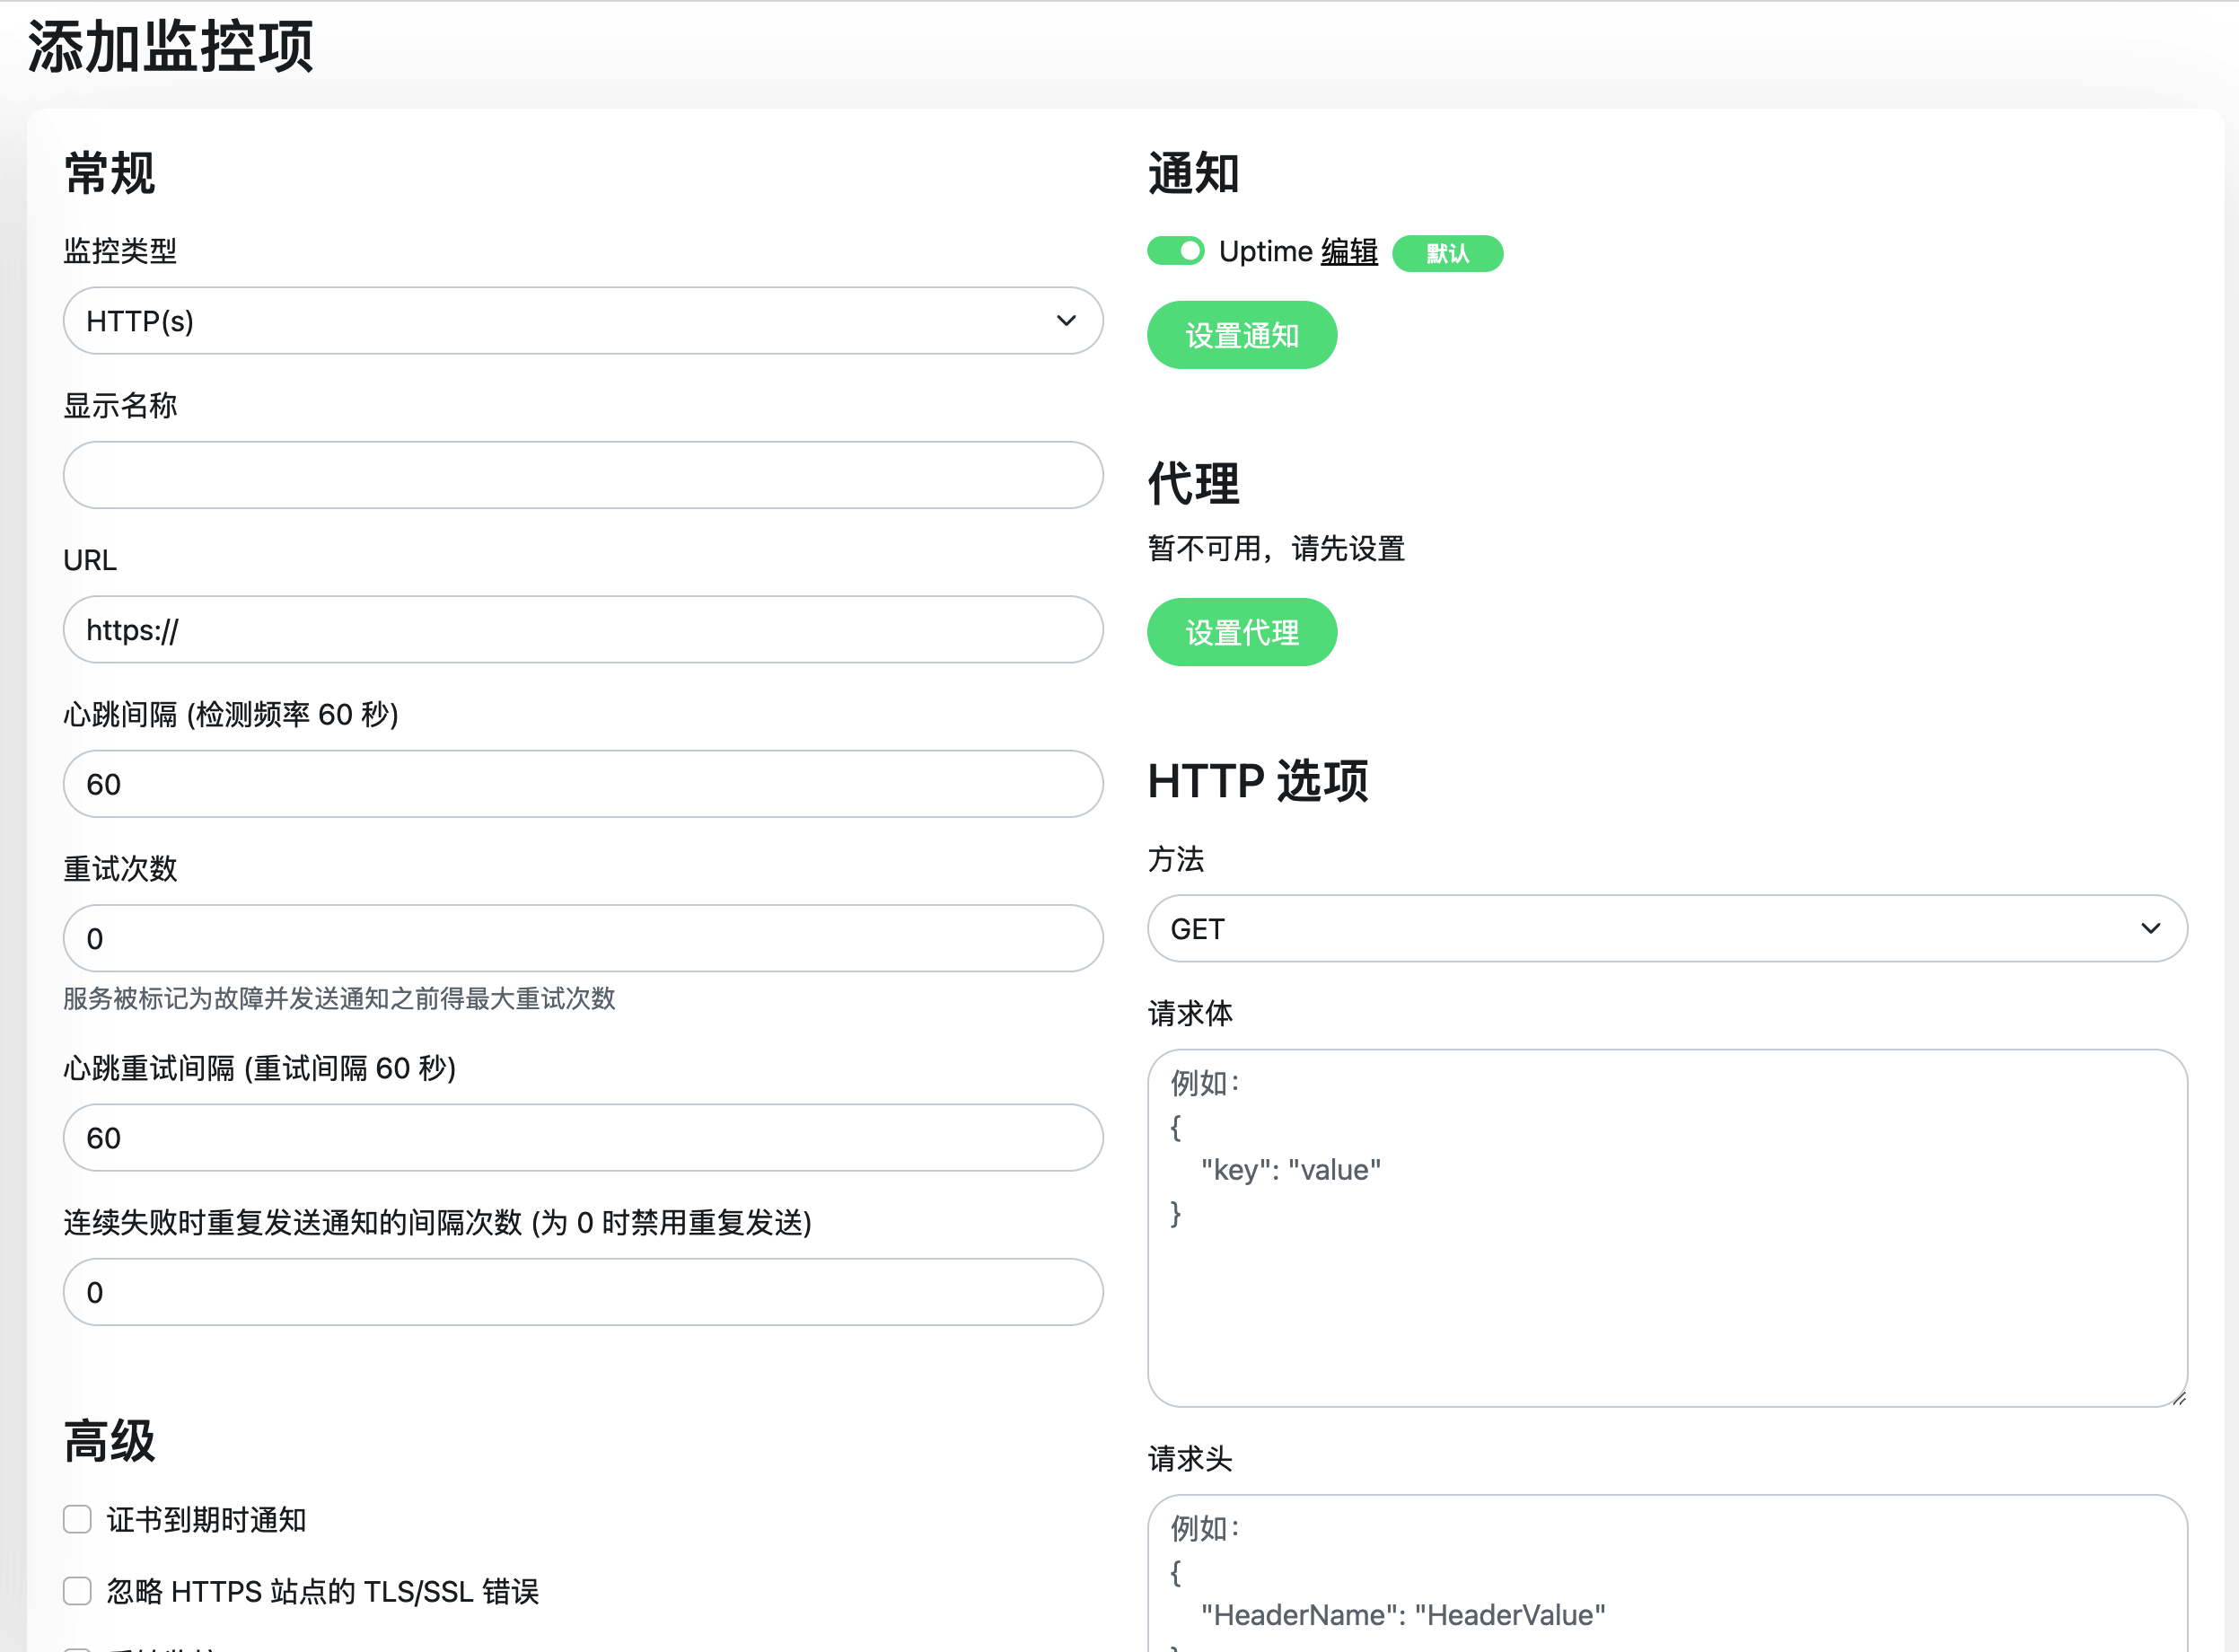 添加监控项
常规
监控类型
HTTP(s)
显示名称
URL
https://
心跳间隔 (检测频率 60 秒)
60
重试次数
0
服务被标记为故障并发送通知之前得最大重试次数
心跳重试间隔 (重试间隔 60 秒)
60
连续失败时重复发送通知的间隔次数 (为 0 时禁用重复发送)
0
高级
证书到期时通知
忽略 HTTPS 站点的 TLS/SSL 错误
通知
Uptime 编辑 默认
设置通知
代理
暂不可用，请先设置
设置代理
HTTP 选项
方法
GET
请求体
例如：
{
"key": "value"
}
请求头
例如：
{
"HeaderName": "HeaderValue"